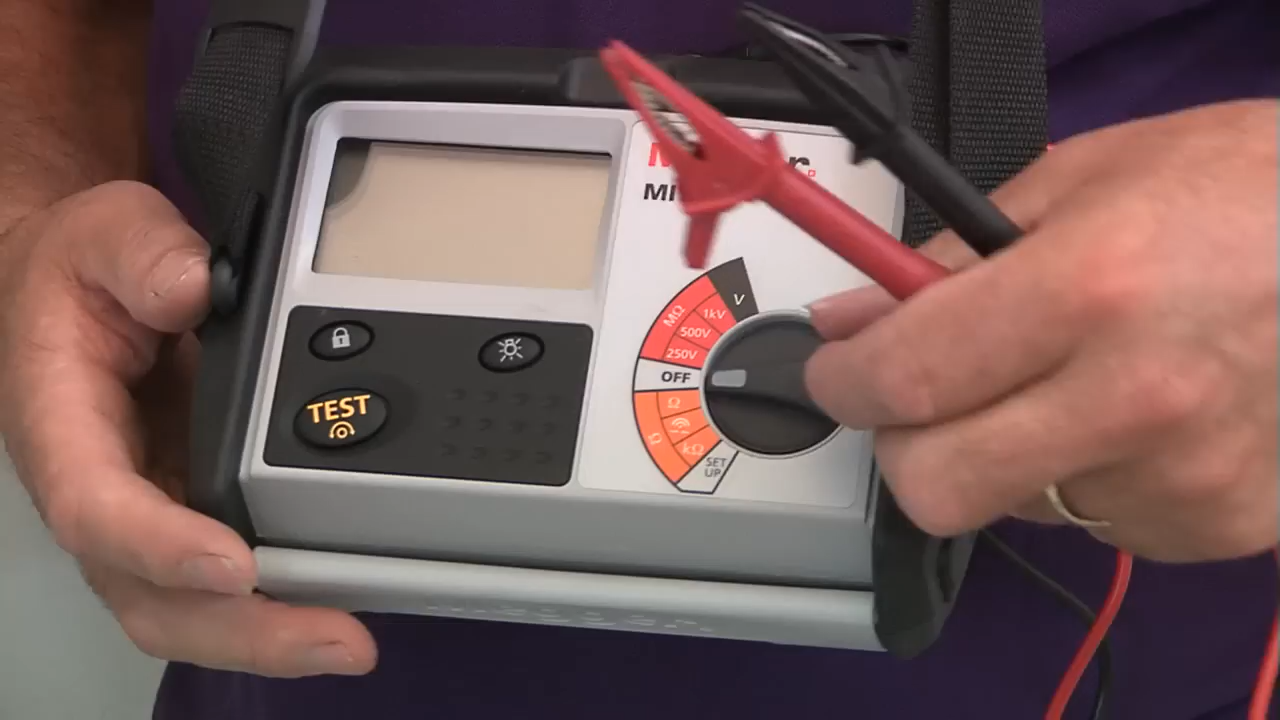 V
MΩ
1kV
500V
250V
OFF
Ω
Ω
kΩ
SET
UP
TEST